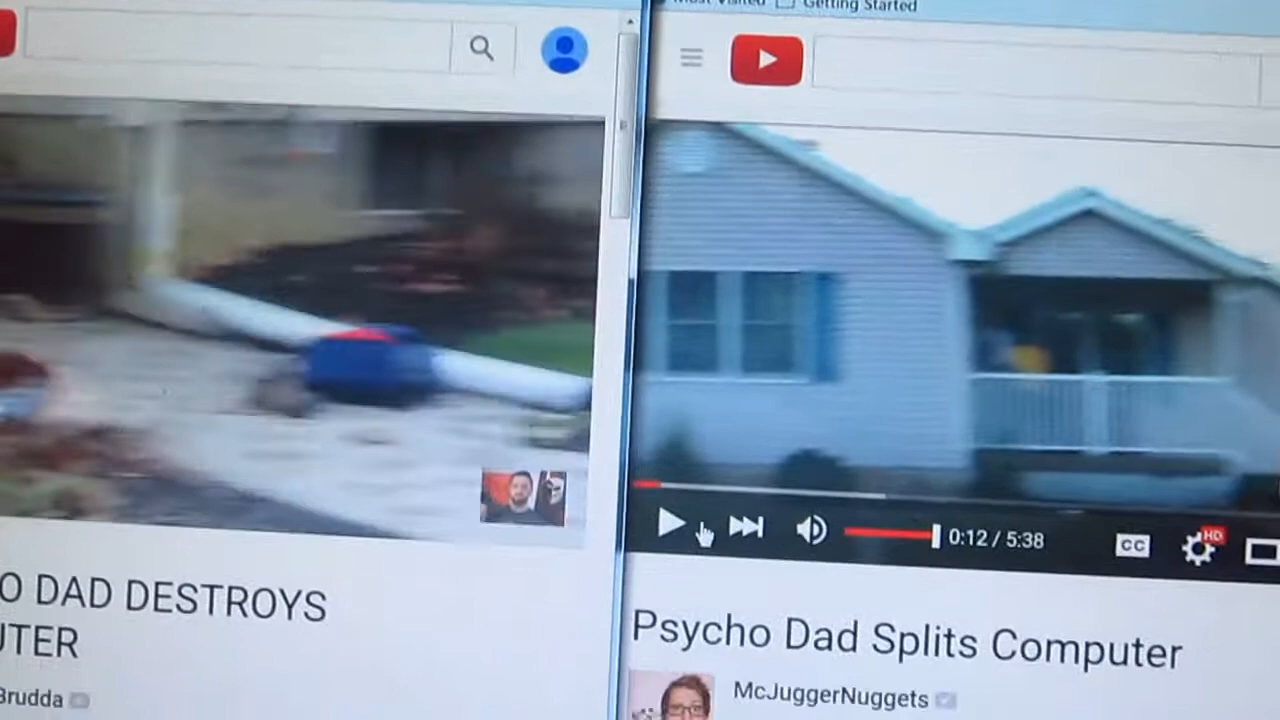 Most Visited Getting Started
0:12 / 5:38
CC
HD
O DAD DESTROYS
UTER
Brudda
Psycho Dad Splits Computer
McJuggerNuggets